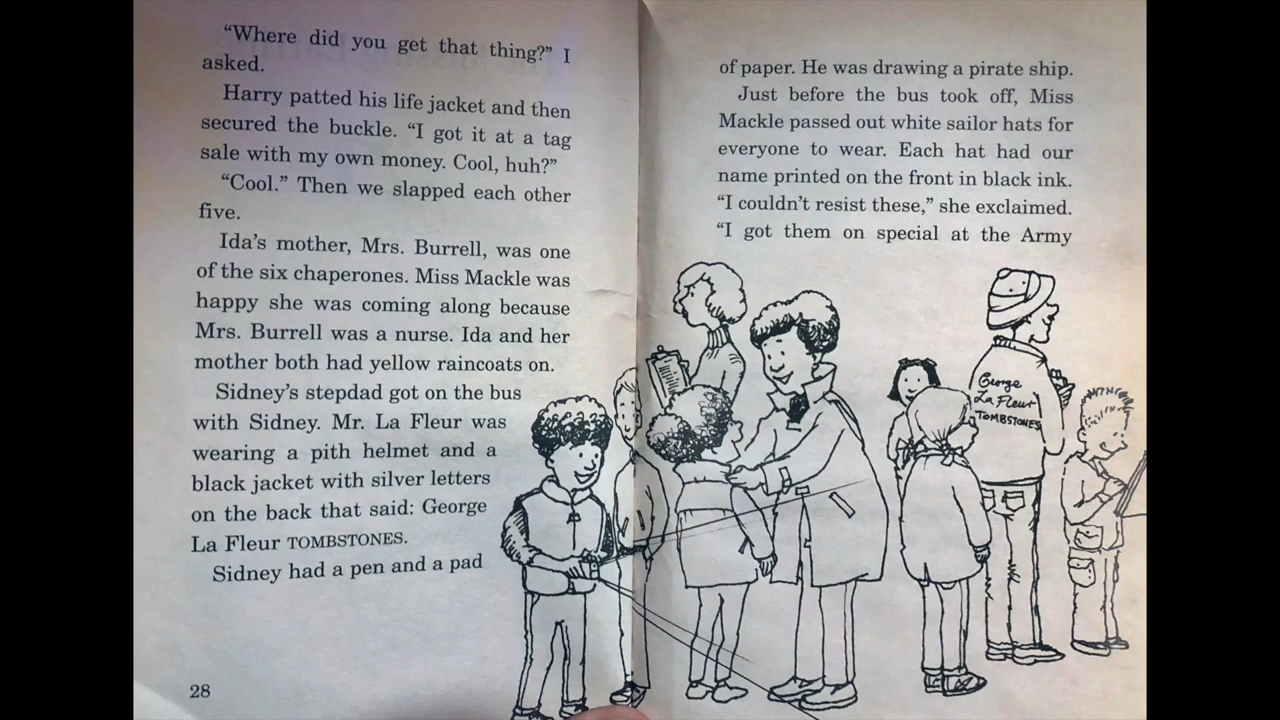 “Where did you get that thing?” I
asked.
Harry patted his life jacket and then
secured the buckle. “I got it at a tag
sale with my own money. Cool, huh?”
“Cool.” Then we slapped each other
five.
Ida’s mother, Mrs. Burrell, was one
of the six chaperones. Miss Mackle was
happy she was coming along because
Mrs. Burrell was a nurse. Ida and her
mother both had yellow raincoats on.
Sidney’s stepdad got on the bus
with Sidney. Mr. La Fleur was
wearing a pith helmet and a
black jacket with silver letters
on the back that said: George
La Fleur TOMBSTONES.
Sidney had a pen and a pad
28
of paper. He was drawing a pirate ship.
Just before the bus took off, Miss
Mackle passed out white sailor hats for
everyone to wear. Each hat had our
name printed on the front in black ink.
“I couldn’t resist these,” she exclaimed.
“I got them on special at the Army
George
La Fleur
TOMBSTONES